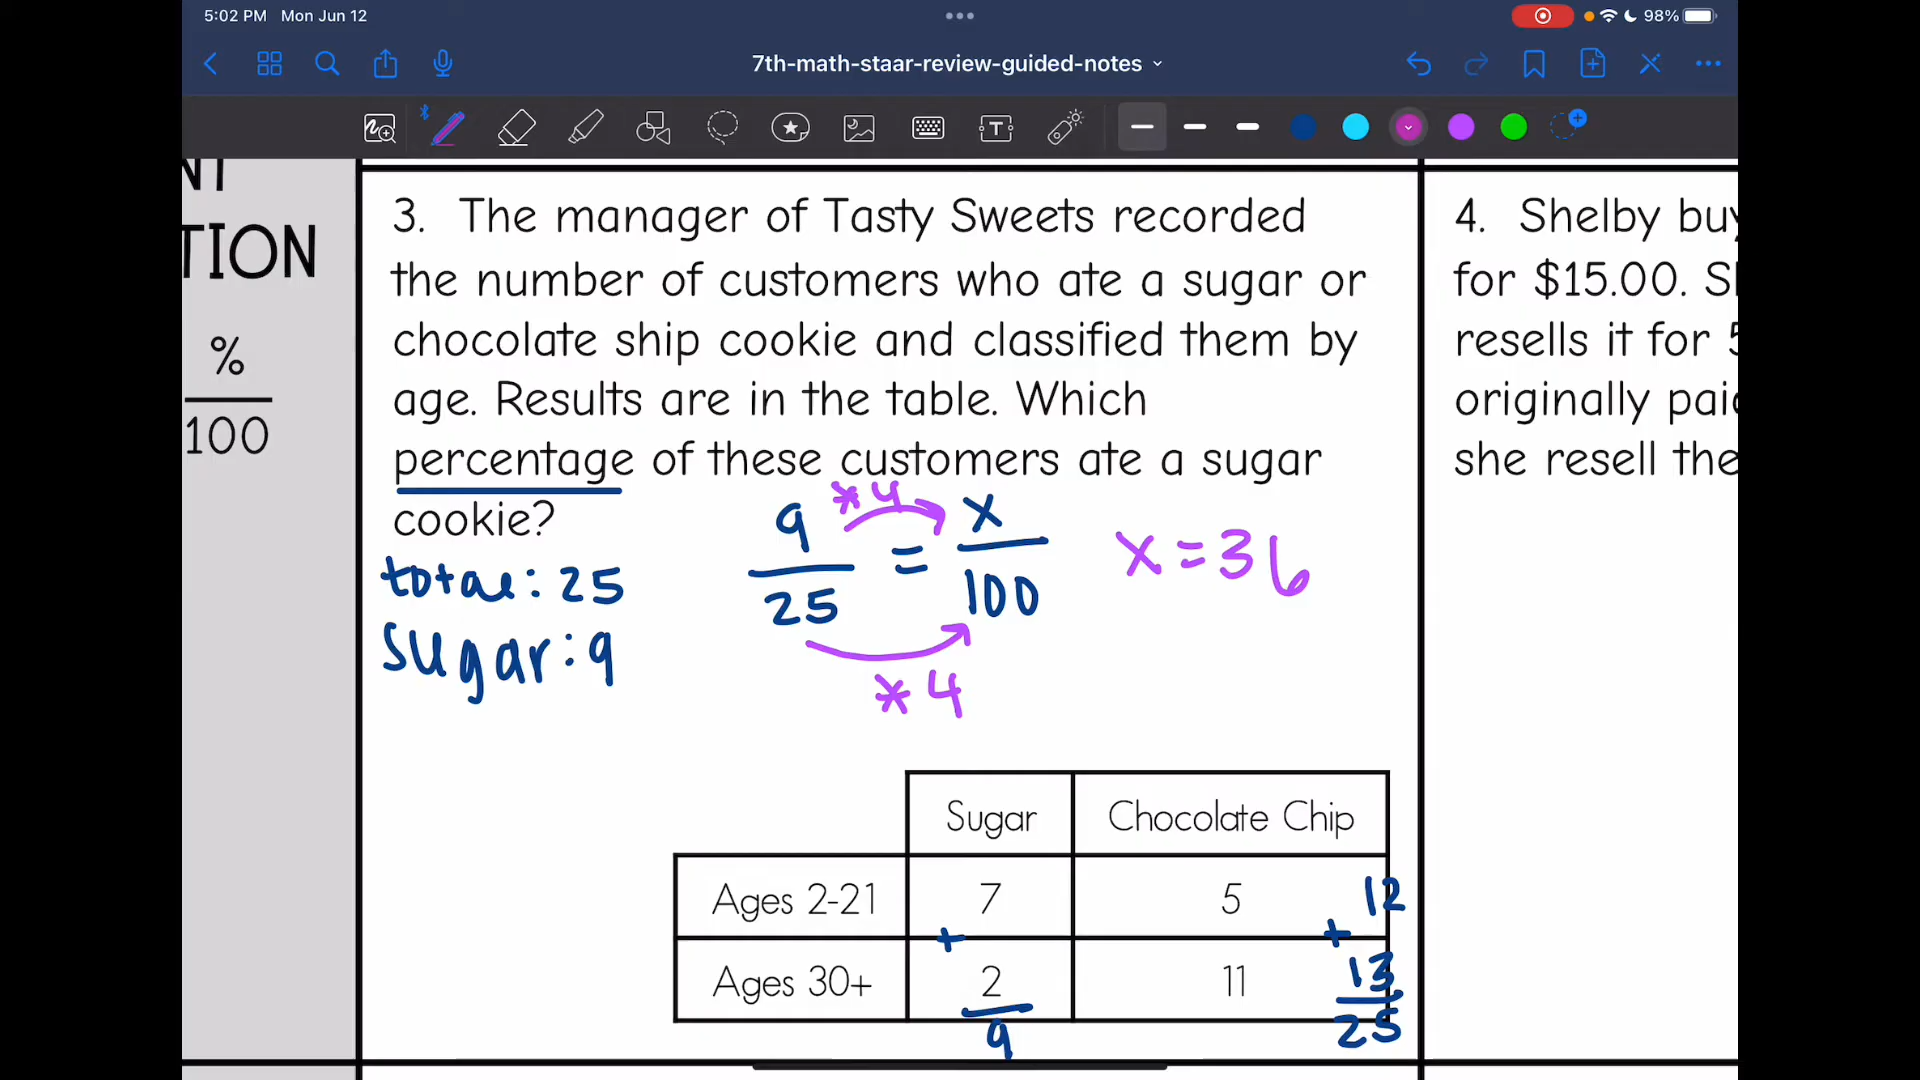 5:02 PM Mon Jun 12
98%
7th-math-staar-review-guided-notes
NT
TION
%
100
3. The manager of Tasty Sweets recorded
the number of customers who ate a sugar or
chocolate ship cookie and classified them by
age. Results are in the table. Which
percentage of these customers ate a sugar
cookie?
total: 25
sugar: 9
*4
9
25
=
x
100
*4
x = 36
Sugar Chocolate Chip
Ages 2-21 7 5 12
+ +
Ages 30+ 2 11 13
9 25
4. Shelby buy
for $15.00. S
resells it for 5
originally paid
she resell the